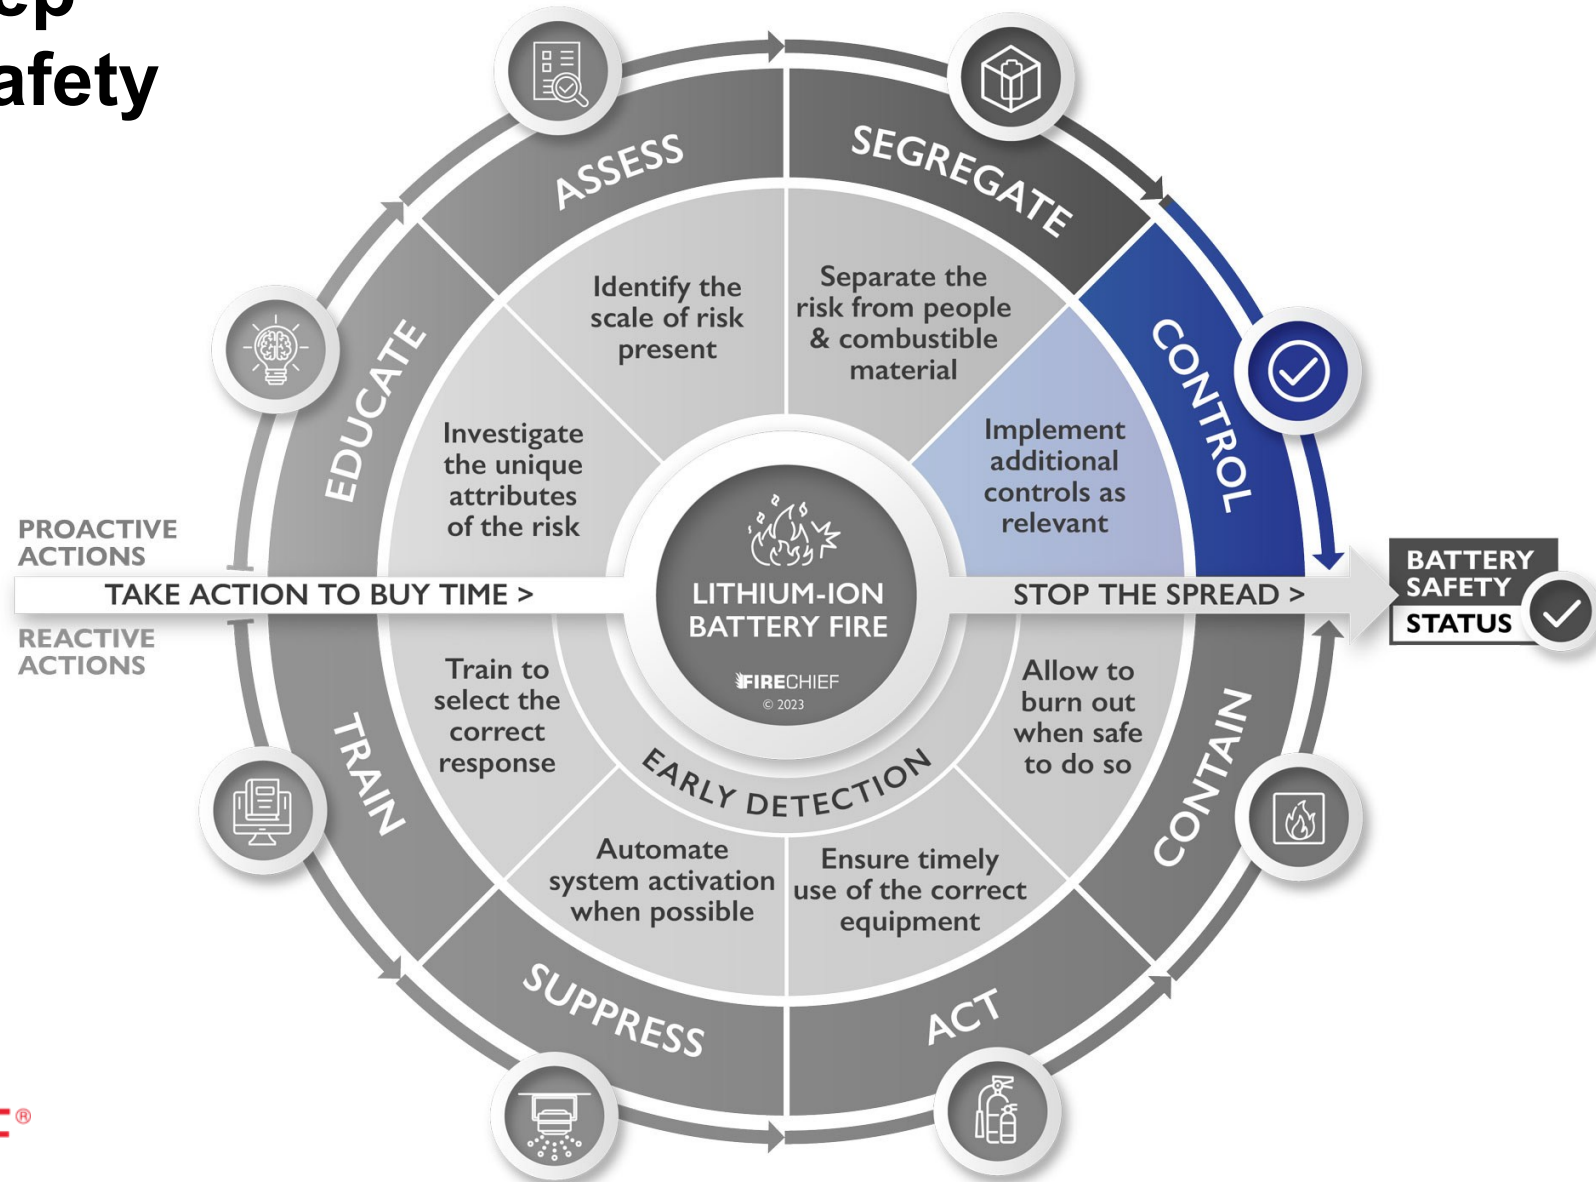 ep
afety
ASSESS
SEGREGATE
Identify the
scale of risk
present
Separate the
risk from people
& combustible
material
EDUCATE
Investigate
the unique
attributes
of the risk
CONTROL
Implement
additional
controls as
relevant
PROACTIVE
ACTIONS
TAKE ACTION TO BUY TIME >
REACTIVE
ACTIONS
LITHIUM-ION
BATTERY FIRE
FIRECHIEF
© 2023
STOP THE SPREAD >
BATTERY
SAFETY
STATUS
TRAIN
Train to
select the
correct
response
EARLY DETECTION
Allow to
burn out
when safe
to do so
CONTAIN
Automate
system activation
when possible
Ensure timely
use of the correct
equipment
SUPPRESS
ACT
®